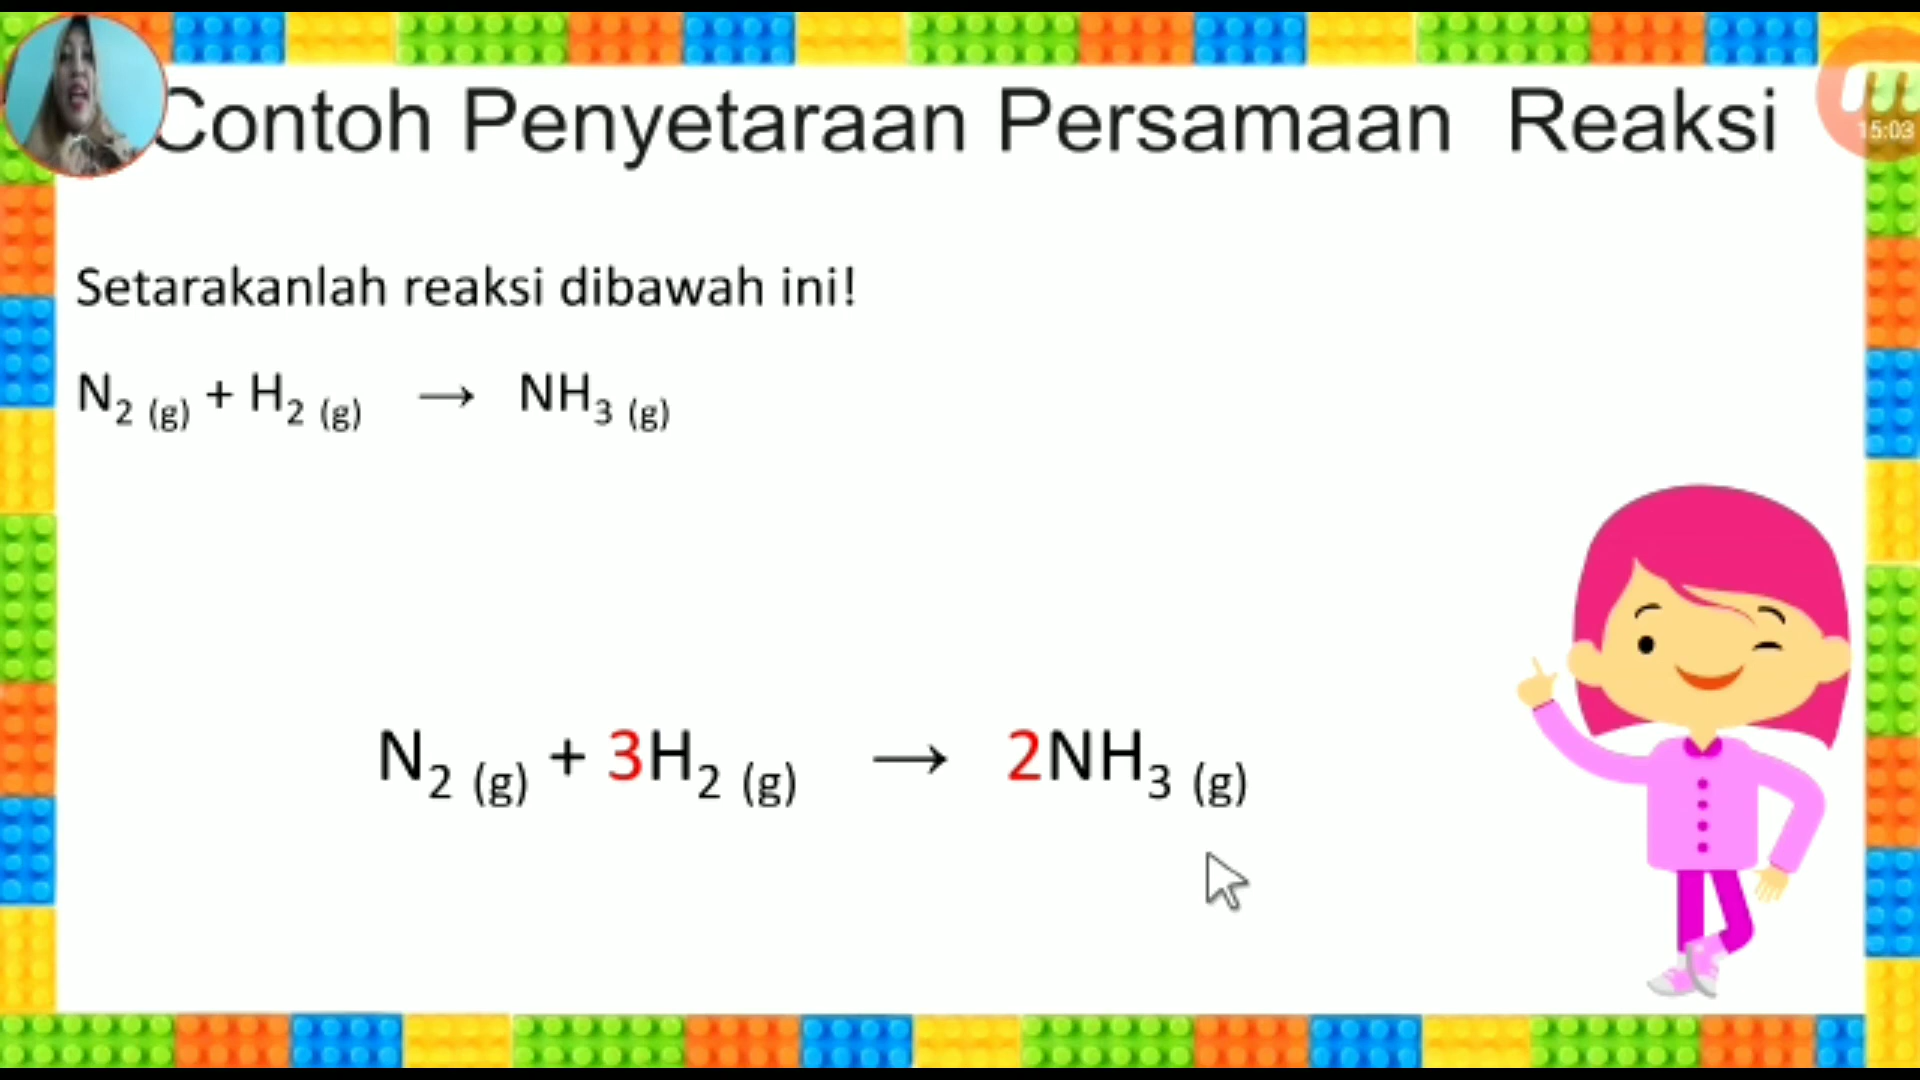 Contoh Penyetaraan Persamaan Reaksi
15:03
Setarakanlah reaksi dibawah ini!
N₂ (g) + H₂ (g) → NH₃ (g)
N₂ (g) + 3H₂ (g) → 2NH₃ (g)